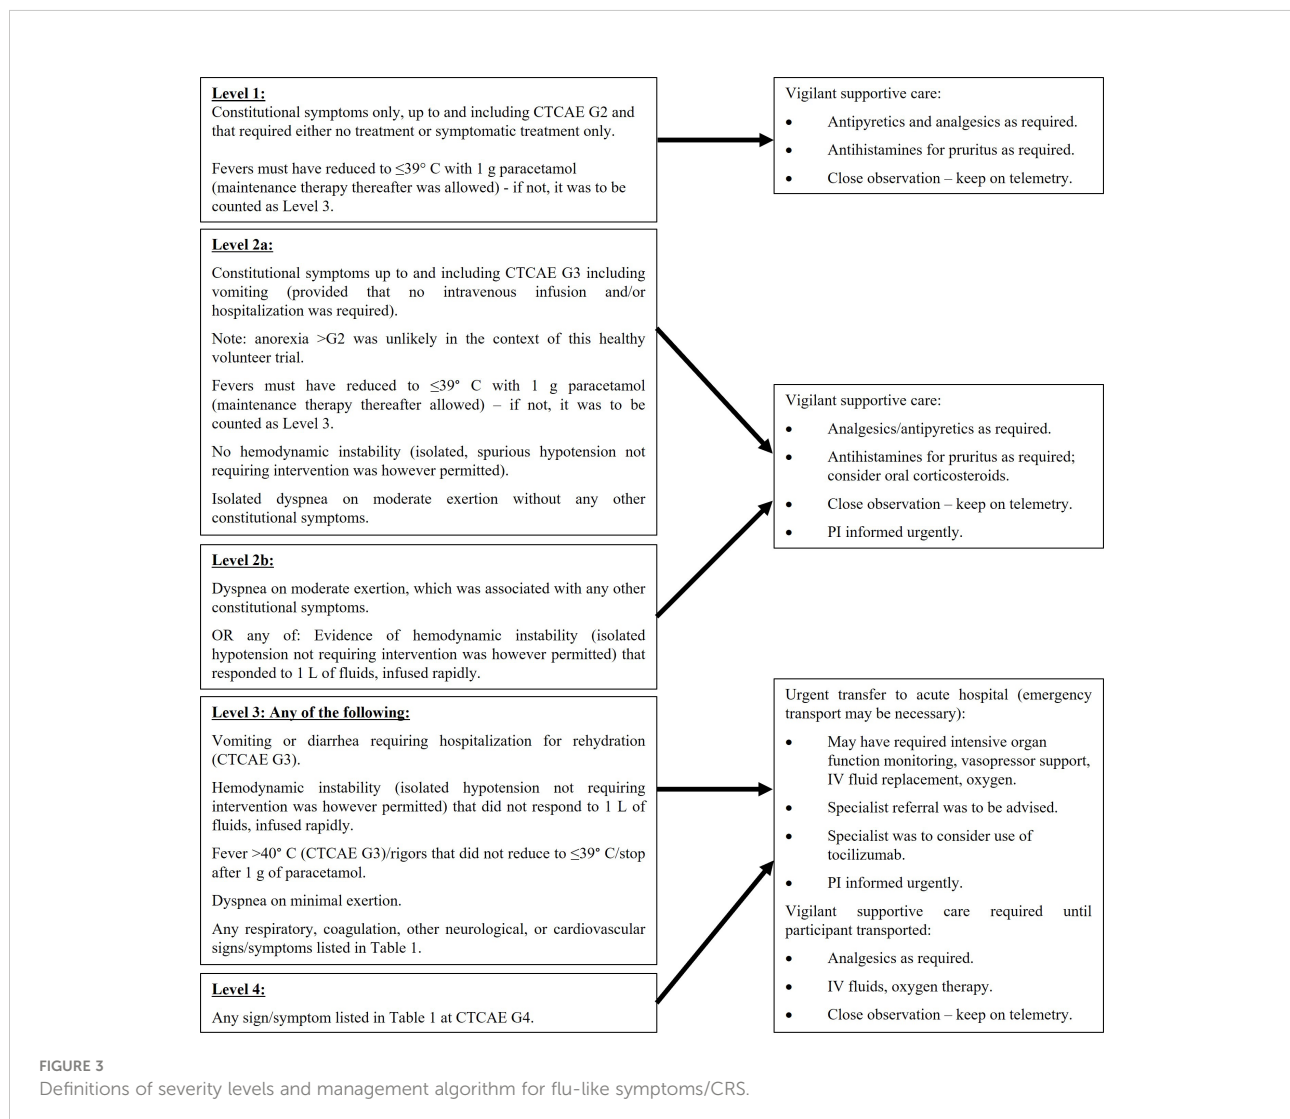 Level 1:
Constitutional symptoms only, up to and including CTCAE G2 and
that required either no treatment or symptomatic treatment only.
Fevers must have reduced to ≤39° C with 1 g paracetamol
(maintenance therapy thereafter was allowed) - if not, it was to be
counted as Level 3.
Vigilant supportive care:
• Antipyretics and analgesics as required.
• Antihistamines for pruritus as required.
• Close observation – keep on telemetry.
Level 2a:
Constitutional symptoms up to and including CTCAE G3 including
vomiting (provided that no intravenous infusion and/or
hospitalization was required).
Note: anorexia >G2 was unlikely in the context of this healthy
volunteer trial.
Fevers must have reduced to ≤39° C with 1 g paracetamol
(maintenance therapy thereafter allowed) – if not, it was to be
counted as Level 3.
No hemodynamic instability (isolated, spurious hypotension not
requiring intervention was however permitted).
Isolated dyspnea on moderate exertion without any other
constitutional symptoms.
Level 2b:
Dyspnea on moderate exertion, which was associated with any other
constitutional symptoms.
OR any of: Evidence of hemodynamic instability (isolated
hypotension not requiring intervention was however permitted) that
responded to 1 L of fluids, infused rapidly.
Vigilant supportive care:
• Analgesics/antipyretics as required.
• Antihistamines for pruritus as required;
consider oral corticosteroids.
• Close observation – keep on telemetry.
• PI informed urgently.
Level 3: Any of the following:
Vomiting or diarrhea requiring hospitalization for rehydration
(CTCAE G3).
Hemodynamic instability (isolated hypotension not requiring
intervention was however permitted) that did not respond to 1 L of
fluids, infused rapidly.
Fever >40° C (CTCAE G3)/rigors that did not reduce to ≤39° C/stop
after 1 g of paracetamol.
Dyspnea on minimal exertion.
Any respiratory, coagulation, other neurological, or cardiovascular
signs/symptoms listed in Table 1.
Level 4:
Any sign/symptom listed in Table 1 at CTCAE G4.
Urgent transfer to acute hospital (emergency
transport may be necessary):
• May have required intensive organ
function monitoring, vasopressor support,
IV fluid replacement, oxygen.
• Specialist referral was to be advised.
• Specialist was to consider use of
tocilizumab.
• PI informed urgently.
Vigilant supportive care required until
participant transported:
• Analgesics as required.
• IV fluids, oxygen therapy.
• Close observation – keep on telemetry.
FIGURE 3
Definitions of severity levels and management algorithm for flu-like symptoms/CRS.